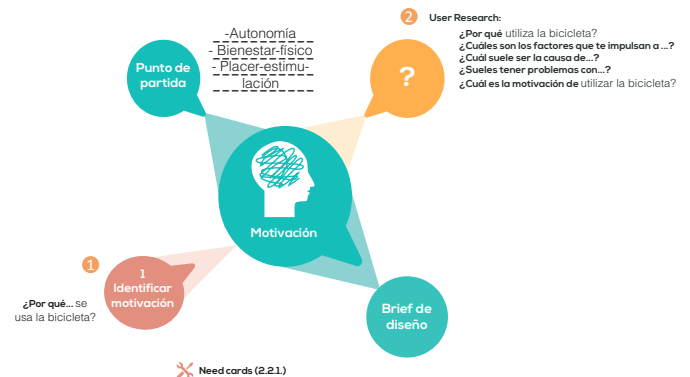 -Autonomía
- Bienestar-físico
- Placer-estimu-
lación
Punto de
partida
2
User Research:
¿Por qué utiliza la bicicleta?
¿Cuáles son los factores que te impulsan a ...?
¿Cuál suele ser la causa de...?
¿Sueles tener problemas con...?
¿Cuál es la motivación de utilizar la bicicleta?
?
Motivación
1
¿Por qué... se
usa la bicicleta?
1
Identificar
motivación
Brief de
diseño
Need cards (2.2.1.)